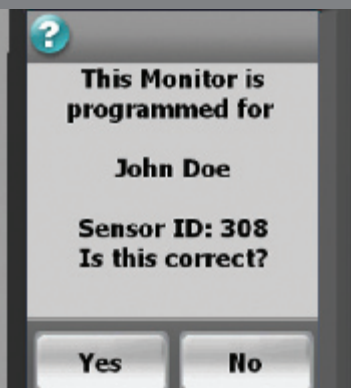 ?
This Monitor is
programmed for
John Doe
Sensor ID: 308
Is this correct?
Yes No